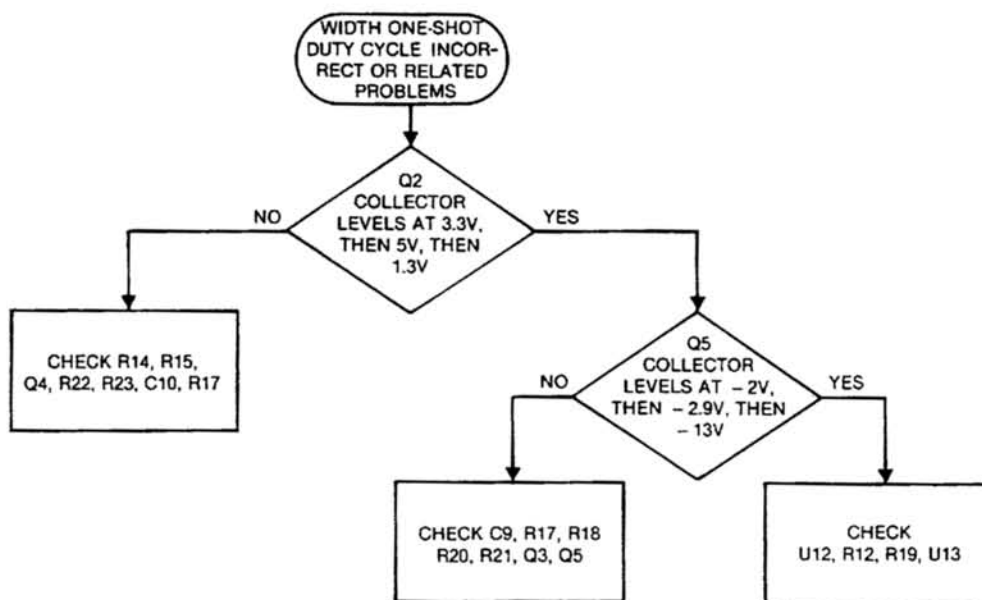 WIDTH ONE-SHOT
DUTY CYCLE INCOR-
RECT OR RELATED
PROBLEMS
Q2
COLLECTOR
LEVELS AT 3.3V,
THEN 5V, THEN
1.3V
NO
YES
CHECK R14, R15,
Q4, R22, R23, C10, R17
Q5
COLLECTOR
LEVELS AT – 2V,
THEN – 2.9V, THEN
– 13V
NO
YES
CHECK C9, R17, R18
R20, R21, Q3, Q5
CHECK
U12, R12, R19, U13